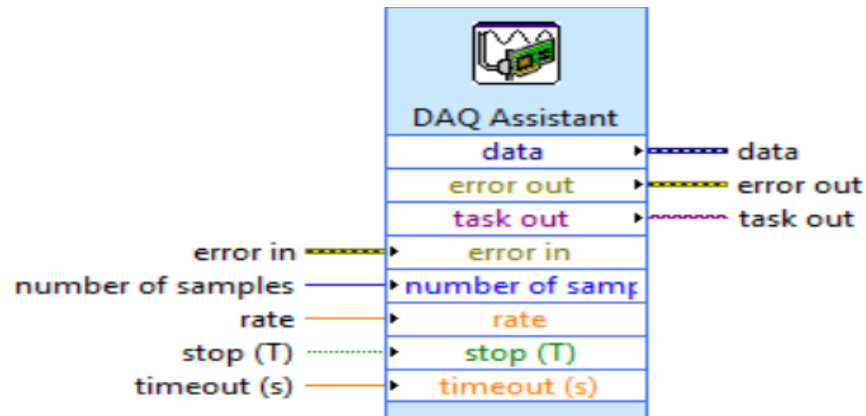 DAQ Assistant
data data
error out error out
task out task out
error in error in
number of samples number of samp
rate rate
stop (T) stop (T)
timeout (s) timeout (s)